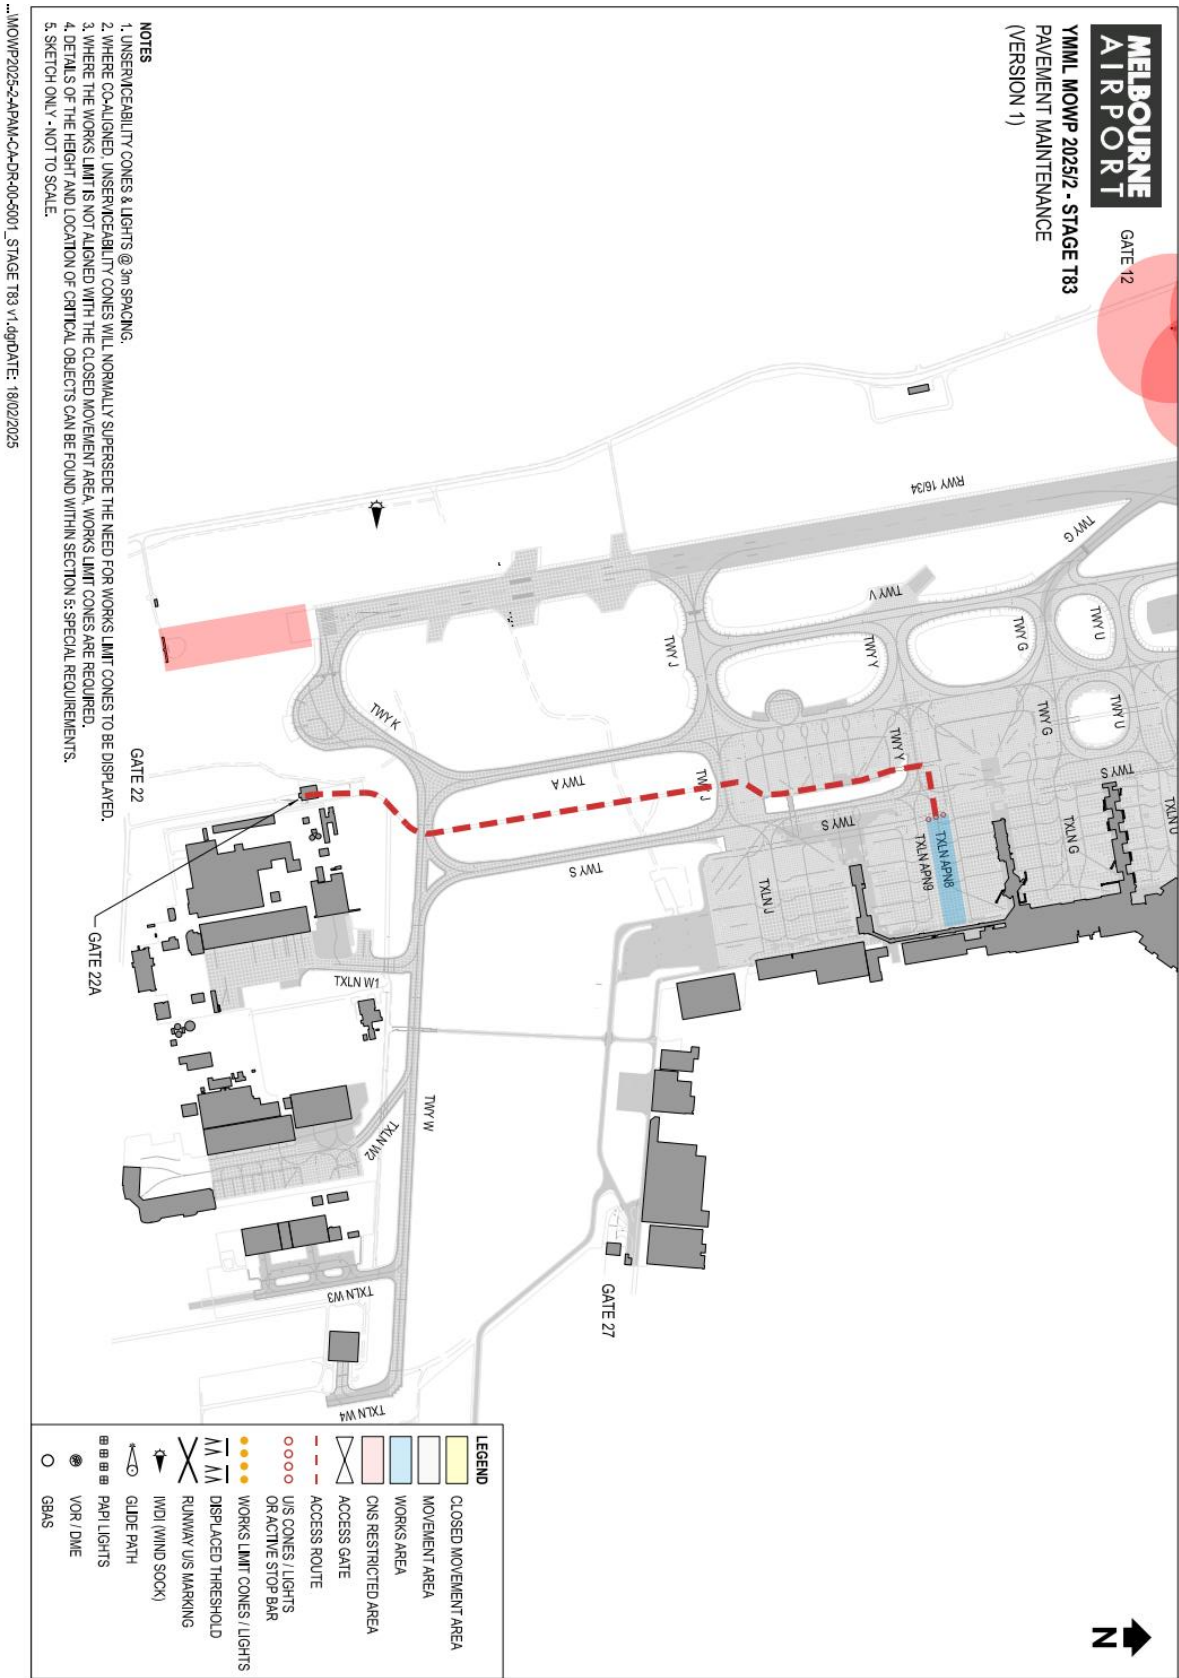 MELBOURNE
AIRPORT
YMML MOWP 2025/2 - STAGE T83
PAVEMENT MAINTENANCE
(VERSION 1)
GATE 12
RWY 16/34
TWY G
TWY V
TWY U
TWY G
TWY Y
TWY J
TWY U
TWY G
TWY Y
TWY K
TWY A
TWY J
TWY S
TXLN U
TXLN G
TWY S
TXLN APN8
TXLN APN9
TWY S
TXLN J
GATE 22
GATE 22A
TXLN W1
TWY W
TXLN W2
TXLN W3
TXLN W4
GATE 27
NOTES
1. UNSERVICEABILITY CONES & LIGHTS @ 3m SPACING.
2. WHERE CO-ALIGNED, UNSERVICEABILITY CONES WILL NORMALLY SUPERSEDE THE NEED FOR WORKS LIMIT CONES TO BE DISPLAYED.
3. WHERE THE WORKS LIMIT IS NOT ALIGNED WITH THE CLOSED MOVEMENT AREA, WORKS LIMIT CONES ARE REQUIRED.
4. DETAILS OF THE HEIGHT AND LOCATION OF CRITICAL OBJECTS CAN BE FOUND WITHIN SECTION 5: SPECIAL REQUIREMENTS.
5. SKETCH ONLY - NOT TO SCALE.
LEGEND
CLOSED MOVEMENT AREA
MOVEMENT AREA
WORKS AREA
CNS RESTRICTED AREA
ACCESS GATE
ACCESS ROUTE
U/S CONES / LIGHTS
OR ACTIVE STOP BAR
WORKS LIMIT CONES / LIGHTS
DISPLACED THRESHOLD
RUNWAY U/S MARKING
IWDI (WIND SOCK)
GLIDE PATH
PAPI LIGHTS
VOR / DME
GBAS
N
...\MOWP2025-2-APAM-CA-DR-00-5001_STAGE T83 v1.dgnDATE: 18/02/2025